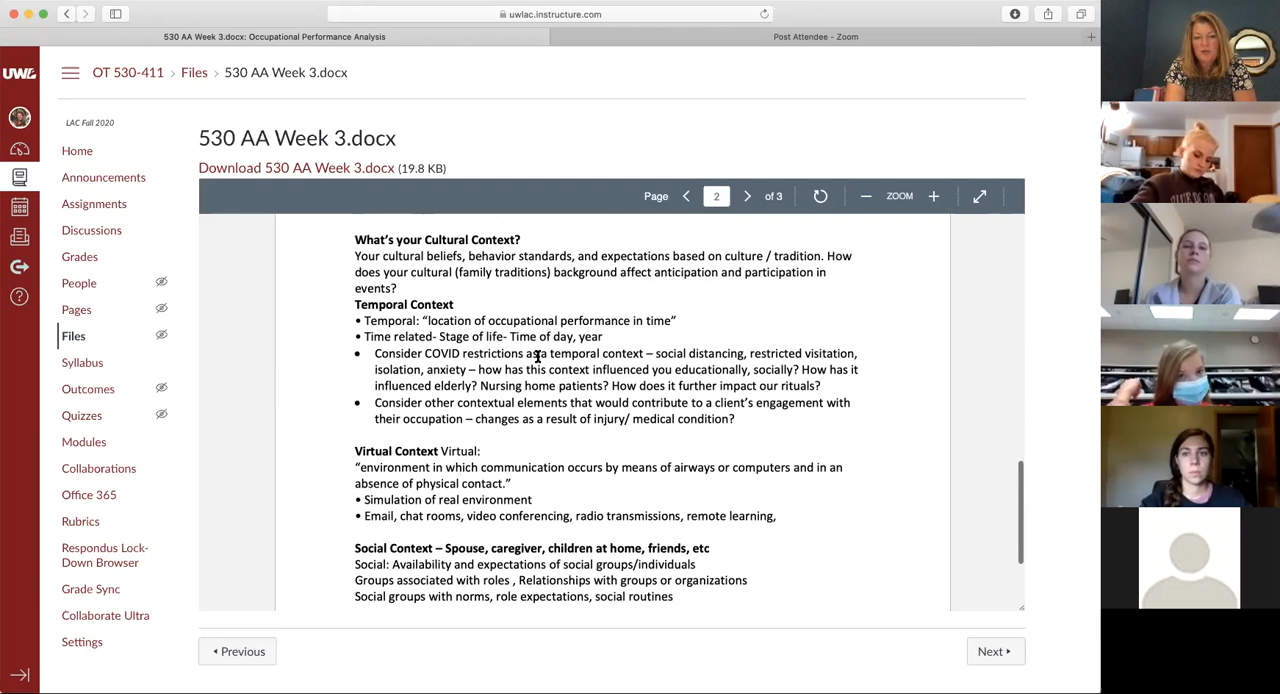 uwlac.instructure.com
530 AA Week 3.docx: Occupational Performance Analysis
Post Attendee - Zoom
UWL
OT 530-411 > Files > 530 AA Week 3.docx
LAC Fall 2020
Home
Announcements
Assignments
Discussions
Grades
People
Pages
Files
Syllabus
Outcomes
Quizzes
Modules
Collaborations
Office 365
Rubrics
Respondus Lock-
Down Browser
Grade Sync
Collaborate Ultra
Settings
530 AA Week 3.docx
Download 530 AA Week 3.docx (19.8 KB)
Page 2 of 3 ZOOM
What's your Cultural Context?
Your cultural beliefs, behavior standards, and expectations based on culture / tradition. How
does your cultural (family traditions) background affect anticipation and participation in
events?
Temporal Context
• Temporal: “location of occupational performance in time”
• Time related- Stage of life- Time of day, year
• Consider COVID restrictions as a temporal context – social distancing, restricted visitation,
isolation, anxiety – how has this context influenced you educationally, socially? How has it
influenced elderly? Nursing home patients? How does it further impact our rituals?
• Consider other contextual elements that would contribute to a client's engagement with
their occupation – changes as a result of injury/ medical condition?
Virtual Context Virtual:
“environment in which communication occurs by means of airways or computers and in an
absence of physical contact.”
• Simulation of real environment
• Email, chat rooms, video conferencing, radio transmissions, remote learning,
Social Context – Spouse, caregiver, children at home, friends, etc
Social: Availability and expectations of social groups/individuals
Groups associated with roles , Relationships with groups or organizations
Social groups with norms, role expectations, social routines
Previous
Next